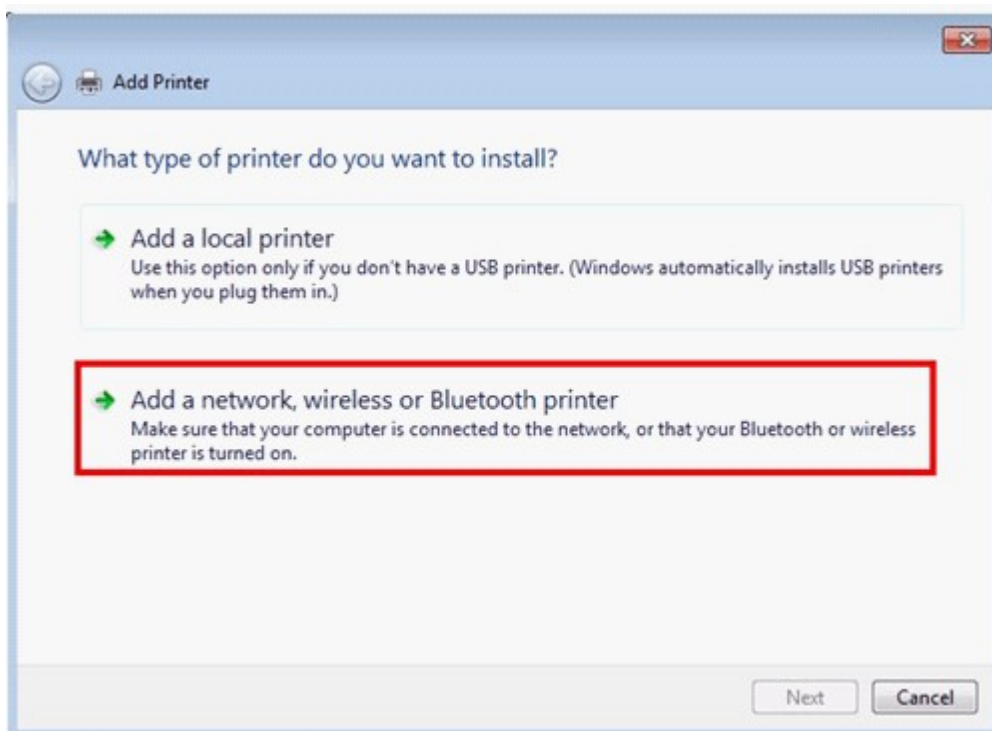 Add Printer
What type of printer do you want to install?
Add a local printer
Use this option only if you don't have a USB printer. (Windows automatically installs USB printers
when you plug them in.)
Add a network, wireless or Bluetooth printer
Make sure that your computer is connected to the network, or that your Bluetooth or wireless
printer is turned on.
Next
Cancel